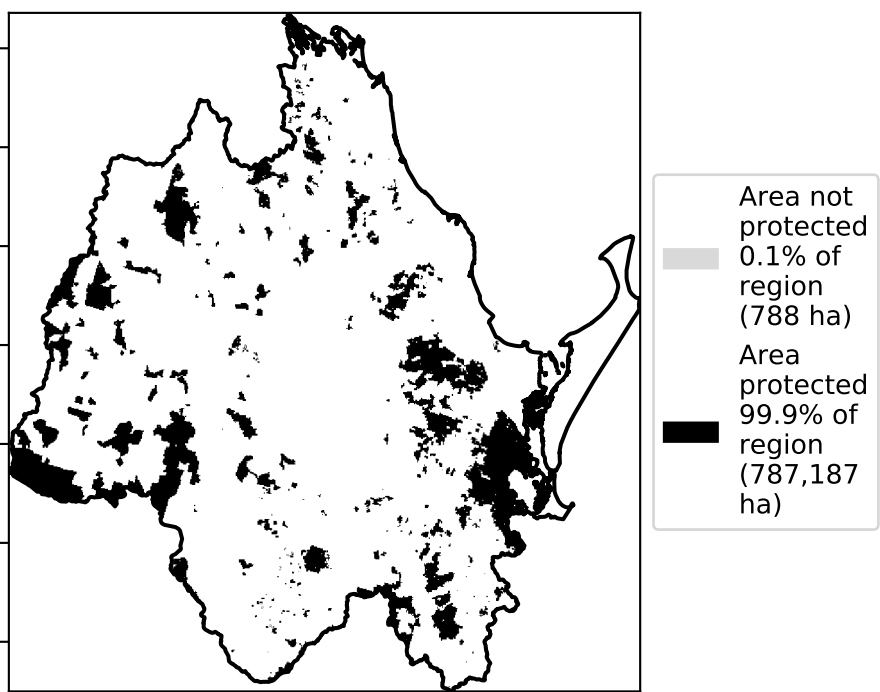 Area not
protected
0.1% of
region
(788 ha)
Area
protected
99.9% of
region
(787,187
ha)